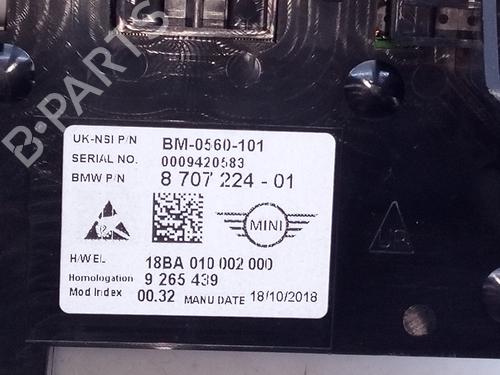 B-PARTS
UK-NSI P/N BM-0560-101
SERIAL NO. 0009420583
BMW P/N 8 707 224 - 01
MINI
H/W EL 18BA 010 002 000
Homologation 9 265 439
Mod Index 00.32 MANU DATE 18/10/2018